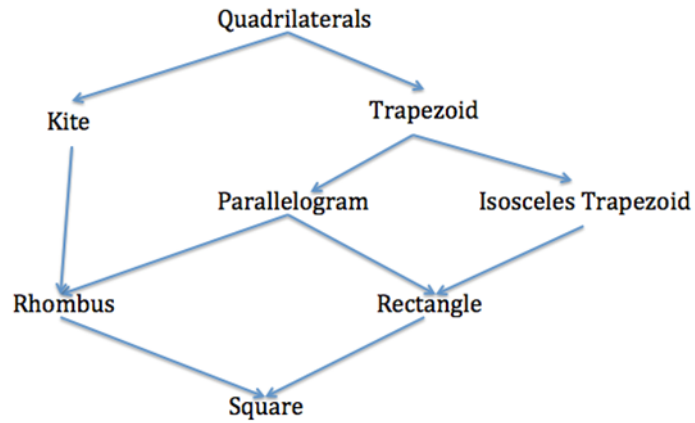 Quadrilaterals
Kite
Trapezoid
Parallelogram
Isosceles Trapezoid
Rhombus
Rectangle
Square